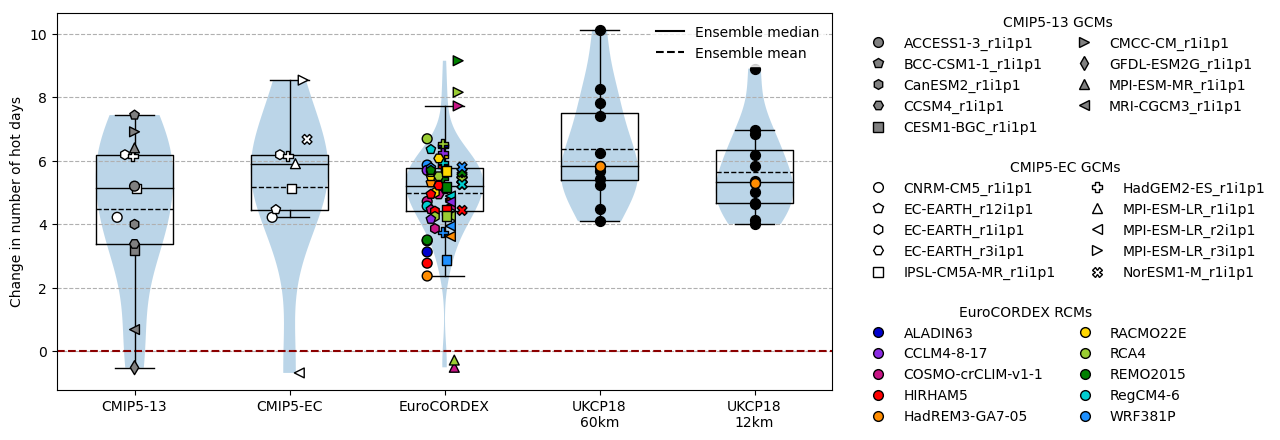 Change in number of hot days
10
8
6
4
2
0
Ensemble median
Ensemble mean
CMIP5-13
CMIP5-EC
EuroCORDEX
UKCP18
60km
UKCP18
12km
CMIP5-13 GCMs
ACCESS1-3_r1i1p1
BCC-CSM1-1_r1i1p1
CanESM2_r1i1p1
CCSM4_r1i1p1
CESM1-BGC_r1i1p1
CMCC-CM_r1i1p1
GFDL-ESM2G_r1i1p1
MPI-ESM-MR_r1i1p1
MRI-CGCM3_r1i1p1
CMIP5-EC GCMs
CNRM-CM5_r1i1p1
EC-EARTH_r12i1p1
EC-EARTH_r1i1p1
EC-EARTH_r3i1p1
IPSL-CM5A-MR_r1i1p1
HadGEM2-ES_r1i1p1
MPI-ESM-LR_r1i1p1
MPI-ESM-LR_r2i1p1
MPI-ESM-LR_r3i1p1
NorESM1-M_r1i1p1
EuroCORDEX RCMs
ALADIN63
CCLM4-8-17
COSMO-crCLIM-v1-1
HIRHAM5
HadREM3-GA7-05
RACMO22E
RCA4
REMO2015
RegCM4-6
WRF381P